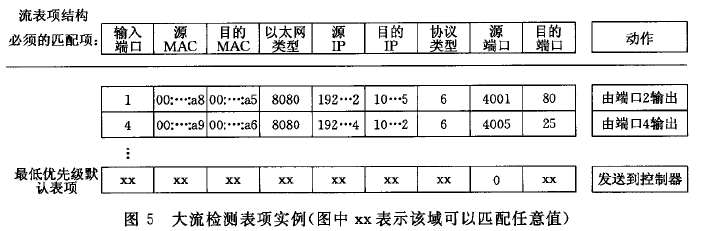 流表项结构
必须的匹配项: 输入端口 源MAC 目的MAC 以太网类型 源IP 目的IP 协议类型 源端口 目的端口 动作
1 00:…:a8 00:…:a5 8080 192…2 10…5 6 4001 80 由端口2输出
4 00:…:a9 00:…:a6 8080 192…4 10…2 6 4005 25 由端口4输出
⋮
最低优先级默认表项 xx xx xx xx xx xx xx 0 xx 发送到控制器
图 5 大流检测表项实例(图中 xx 表示该域可以匹配任意值)